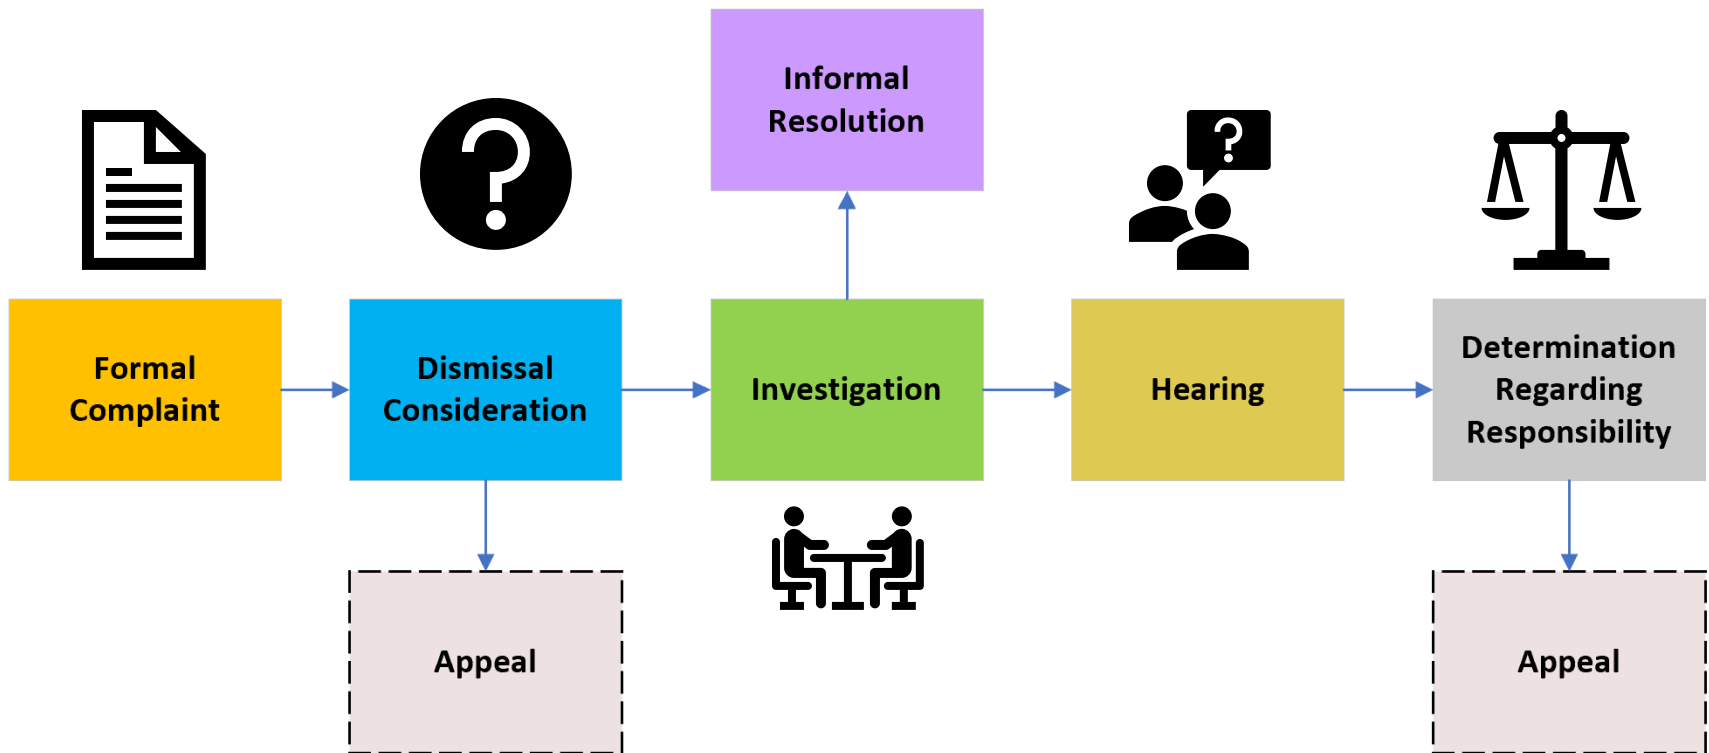 Informal
Resolution
Formal
Complaint
Dismissal
Consideration
Investigation
Hearing
Determination
Regarding
Responsibility
Appeal
Appeal